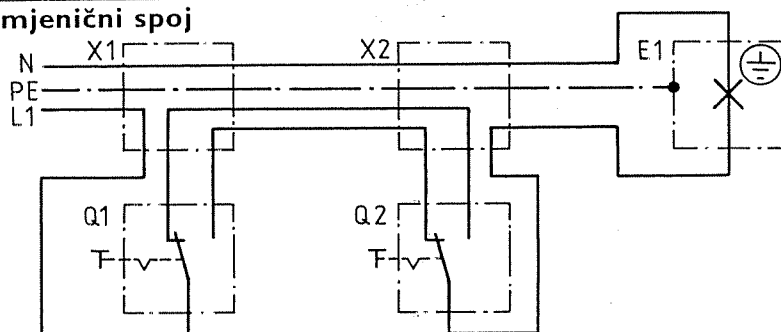 mjenični spoj
X1
X2
E1
N
PE
L1
Q1
Q2